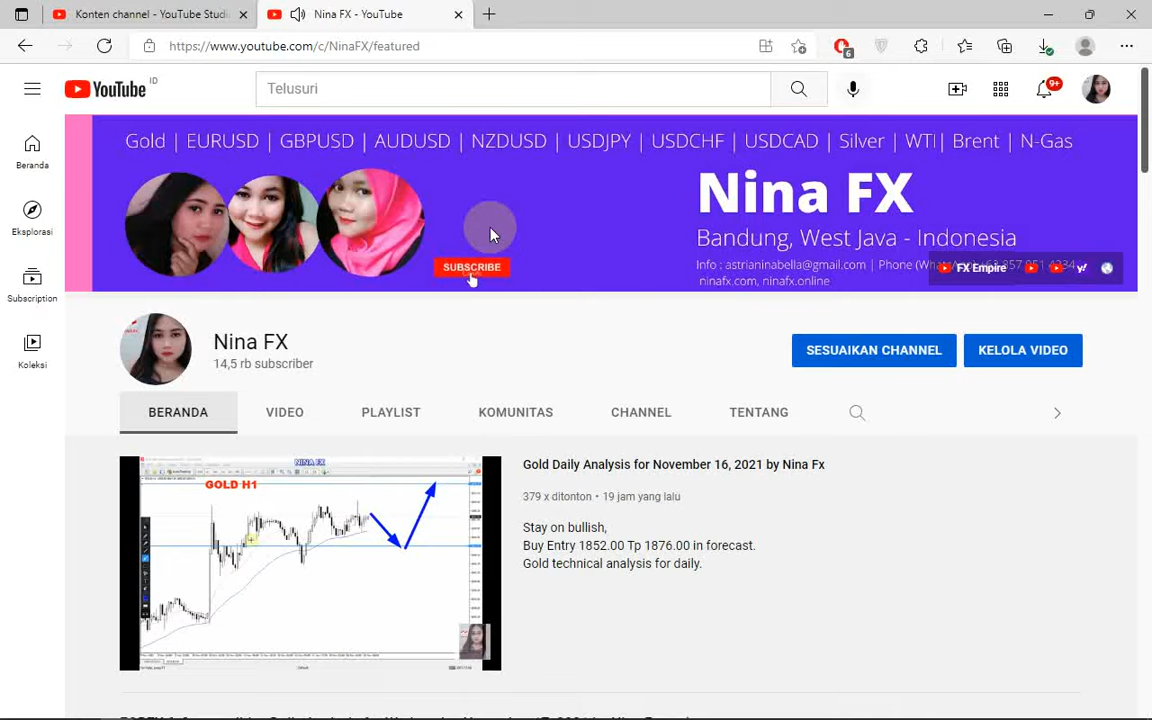 Konten channel - YouTube Studi
Nina FX - YouTube
https://www.youtube.com/c/NinaFX/featured
6
YouTube ID
Telusuri
9+
Beranda
Eksplorasi
Subscription
Koleksi
Gold | EURUSD | GBPUSD | AUDUSD | NZDUSD | USDJPY | USDCHF | USDCAD | Silver | WTI | Brent | N-Gas
Nina FX
Bandung, West Java - Indonesia
Info : astrianinabella@gmail.com | Phone
ninafx.com, ninafx.online
FX Empire
SUBSCRIBE
Nina FX
14,5 rb subscriber
SESUAIKAN CHANNEL
KELOLA VIDEO
BERANDA
VIDEO
PLAYLIST
KOMUNITAS
CHANNEL
TENTANG
NINA FX
GOLD H1
Gold Daily Analysis for November 16, 2021 by Nina Fx
379 x ditonton • 19 jam yang lalu
Stay on bullish,
Buy Entry 1852.00 Tp 1876.00 in forecast.
Gold technical analysis for daily.